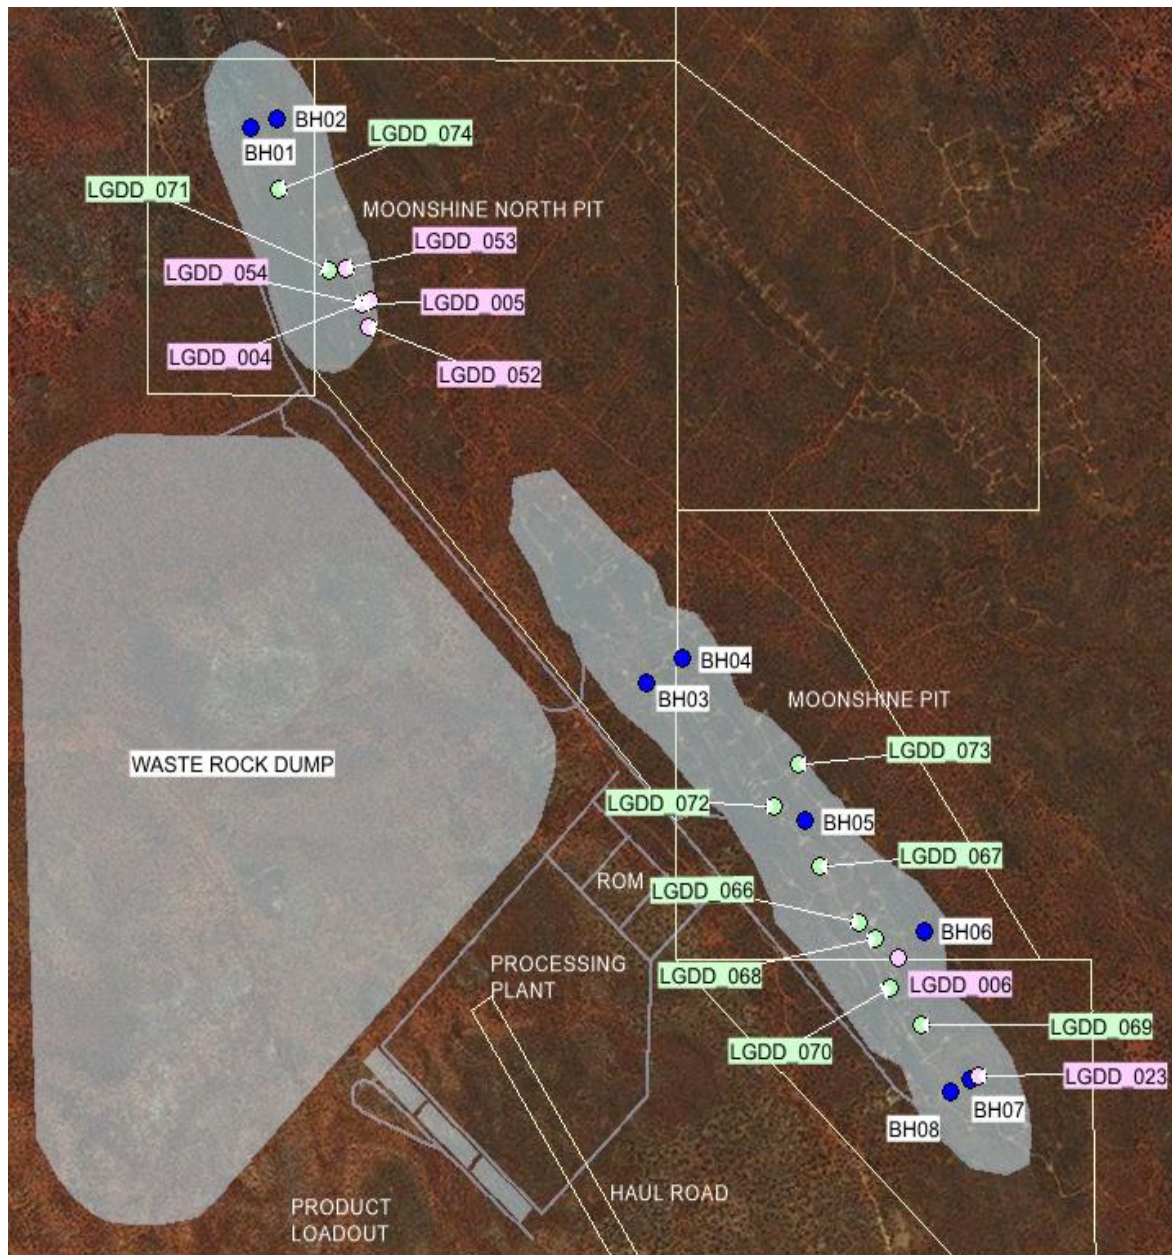 BH02
LGDD_074
BH01
LGDD_071
MOONSHINE NORTH PIT
LGDD_053
LGDD_054
LGDD_005
LGDD_004
LGDD_052
BH04
BH03
MOONSHINE PIT
LGDD_073
WASTE ROCK DUMP
LGDD_072
BH05
LGDD_067
ROM
LGDD_066
BH06
PROCESSING
PLANT
LGDD_068
LGDD_006
LGDD_069
LGDD_070
LGDD_023
BH07
BH08
HAUL ROAD
PRODUCT
LOADOUT